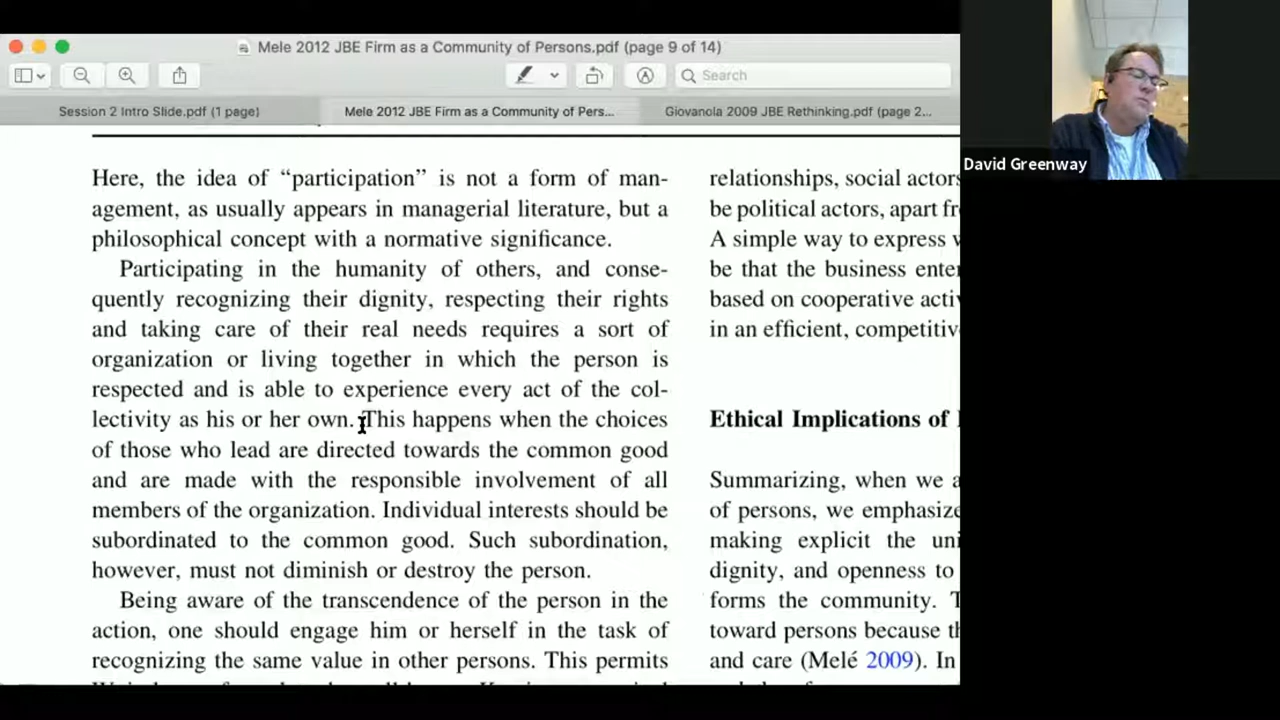 Mele 2012 JBE Firm as a Community of Persons.pdf (page 9 of 14)
Search
Session 2 Intro Slide.pdf (1 page)
Mele 2012 JBE Firm as a Community of Pers...
Giovanola 2009 JBE Rethinking.pdf (page 2...
David Greenway
Here, the idea of “participation” is not a form of man-
agement, as usually appears in managerial literature, but a
philosophical concept with a normative significance.
Participating in the humanity of others, and conse-
quently recognizing their dignity, respecting their rights
and taking care of their real needs requires a sort of
organization or living together in which the person is
respected and is able to experience every act of the col-
lectivity as his or her own. This happens when the choices
of those who lead are directed towards the common good
and are made with the responsible involvement of all
members of the organization. Individual interests should be
subordinated to the common good. Such subordination,
however, must not diminish or destroy the person.
Being aware of the transcendence of the person in the
action, one should engage him or herself in the task of
recognizing the same value in other persons. This permits
relationships, social actors
be political actors, apart
A simple way to express
be that the business
based on cooperative
in an efficient, competitive
Ethical Implications of
Summarizing, when we
of persons, we
making explicit the
dignity, and openness to
forms the community.
toward persons because
and care (Melé 2009). In